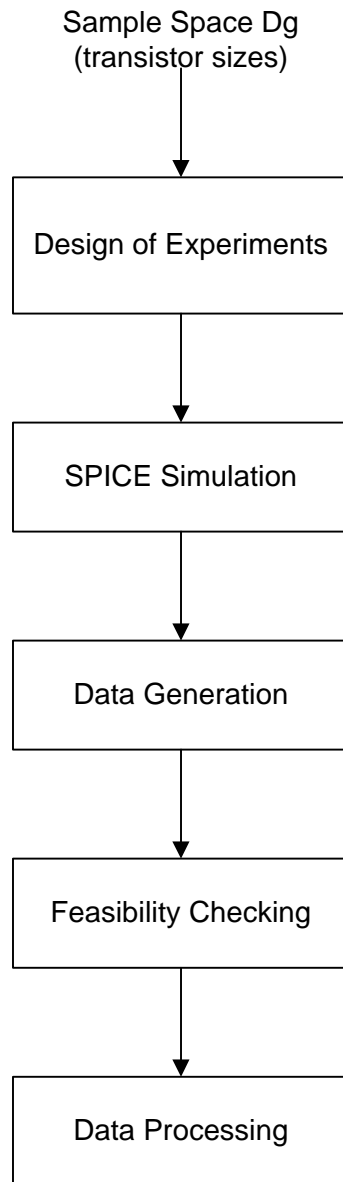 Sample Space Dg
(transistor sizes)
Design of Experiments
SPICE Simulation
Data Generation
Feasibility Checking
Data Processing